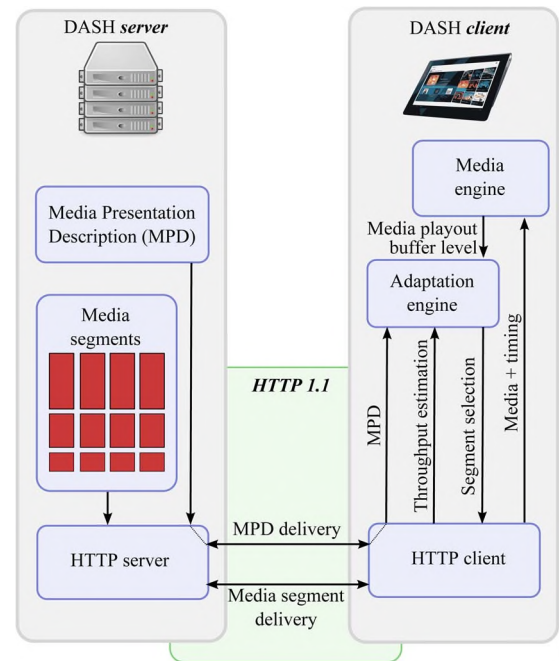 DASH server
DASH client
Media Presentation
Description (MPD)
Media
segments
HTTP server
HTTP 1.1
MPD delivery
Media segment
delivery
Media
engine
Media playout
buffer level
Adaptation
engine
MPD
Throughput estimation
Segment selection
Media + timing
HTTP client